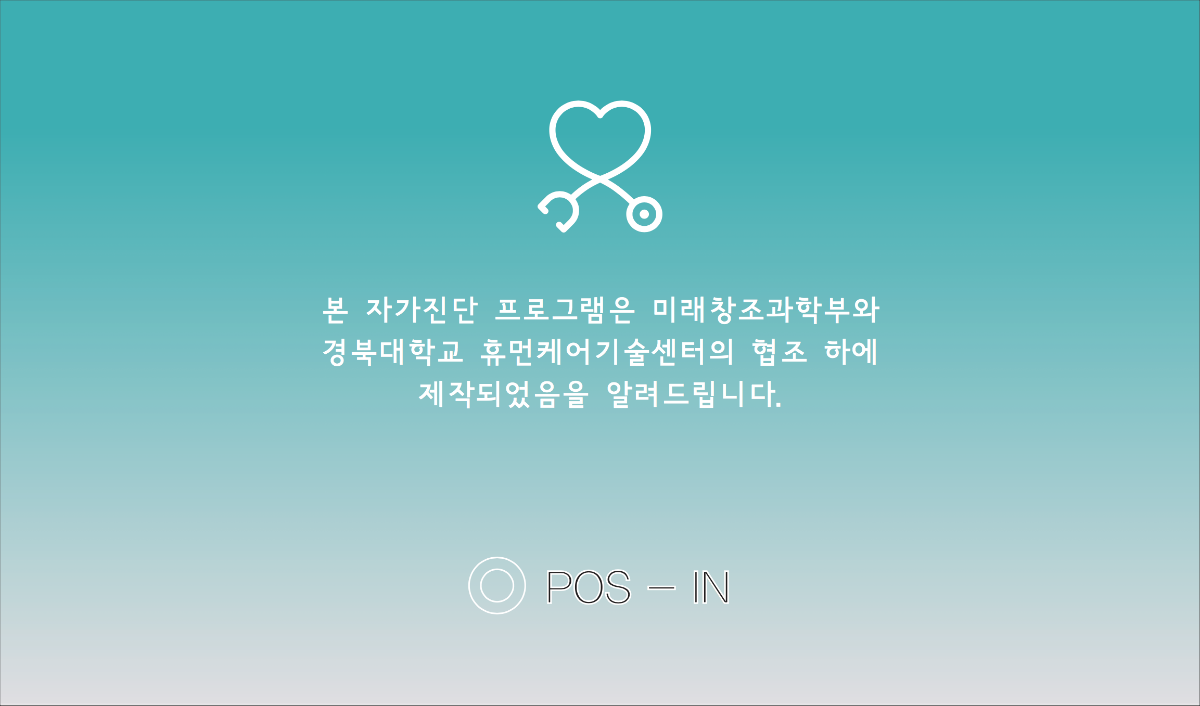 본 자가진단 프로그램은 미래창조과학부와
경북대학교 휴먼케어기술센터의 협조 하에
제작되었음을 알려드립니다.
POS – IN